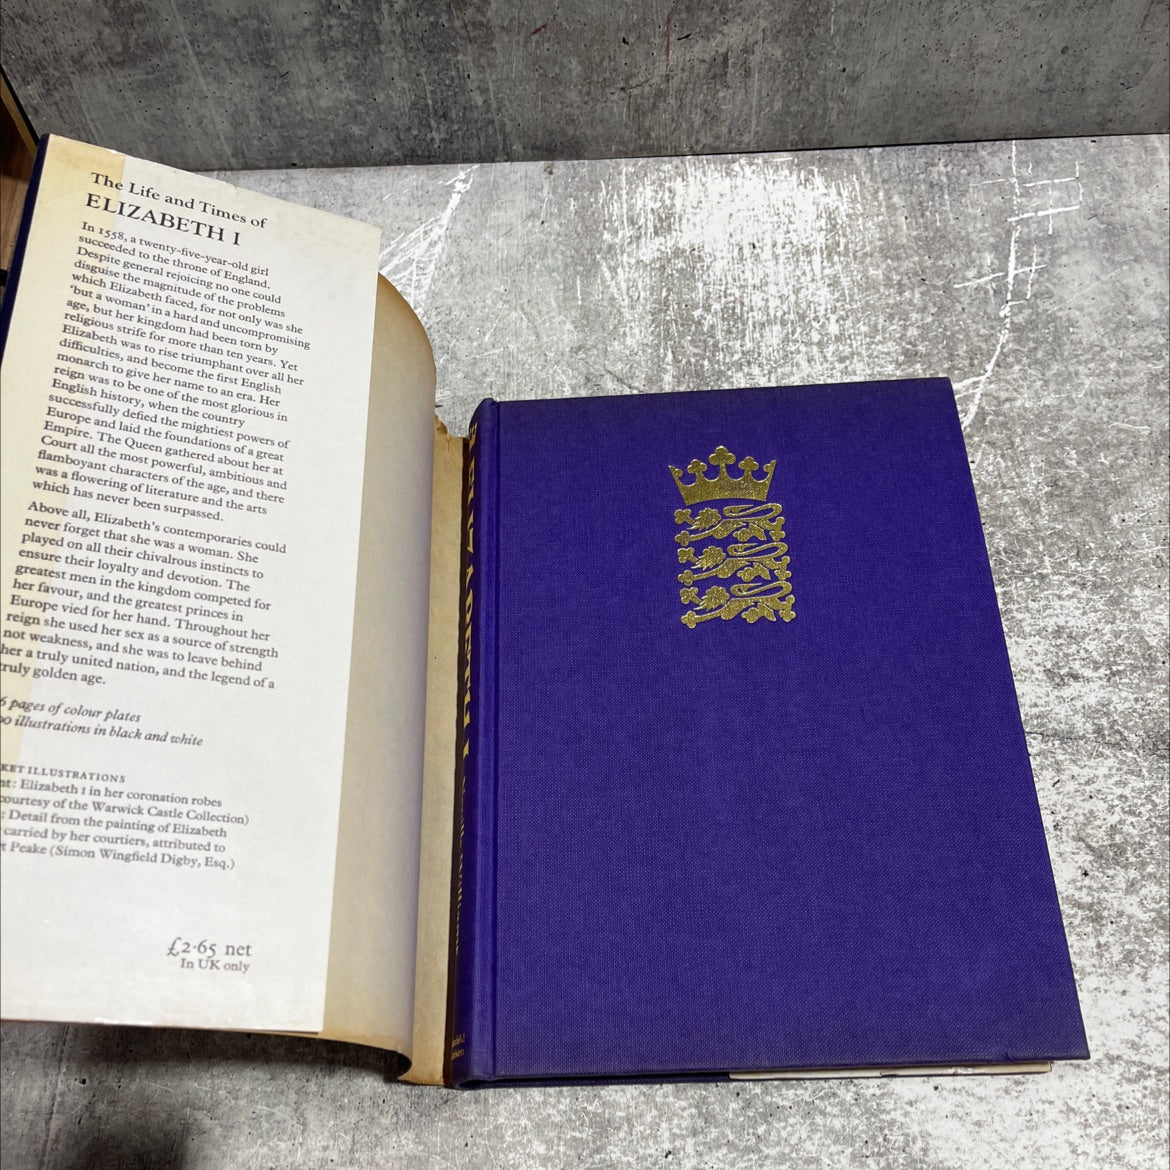 The Life and Times of
ELIZABETH I
In 1558, a twenty-five-year-old girl
succeeded to the throne of England.
Despite general rejoicing no one could
disguise the magnitude of the problems
which Elizabeth faced, for not only was she
'but a woman' in a hard and uncompromising
age, but her kingdom had been torn by
religious strife for more than ten years. Yet
Elizabeth was to rise triumphant over all her
difficulties, and become the first English
monarch to give her name to an era. Her
reign was to be one of the most glorious in
English history, when the country
successfully defied the mightiest powers of
Europe and laid the foundations of a great
Empire. The Queen gathered about her at
Court all the most powerful, ambitious and
flamboyant characters of the age, and there
was a flowering of literature and the arts
which has never been surpassed.
Above all, Elizabeth's contemporaries could
never forget that she was a woman. She
played on all their chivalrous instincts to
ensure their loyalty and devotion. The
greatest men in the kingdom competed for
her favour, and the greatest princes in
Europe vied for her hand. Throughout her
reign she used her sex as a source of strength
not weakness, and she was to leave behind
her a truly united nation, and the legend of a
truly golden age.
6 pages of colour plates
00 illustrations in black and white
KET ILLUSTRATIONS
nt: Elizabeth I in her coronation robes
courtesy of the Warwick Castle Collection)
: Detail from the painting of Elizabeth
carried by her courtiers, attributed to
t Peake (Simon Wingfield Digby, Esq.)
£2·65 net
In UK only